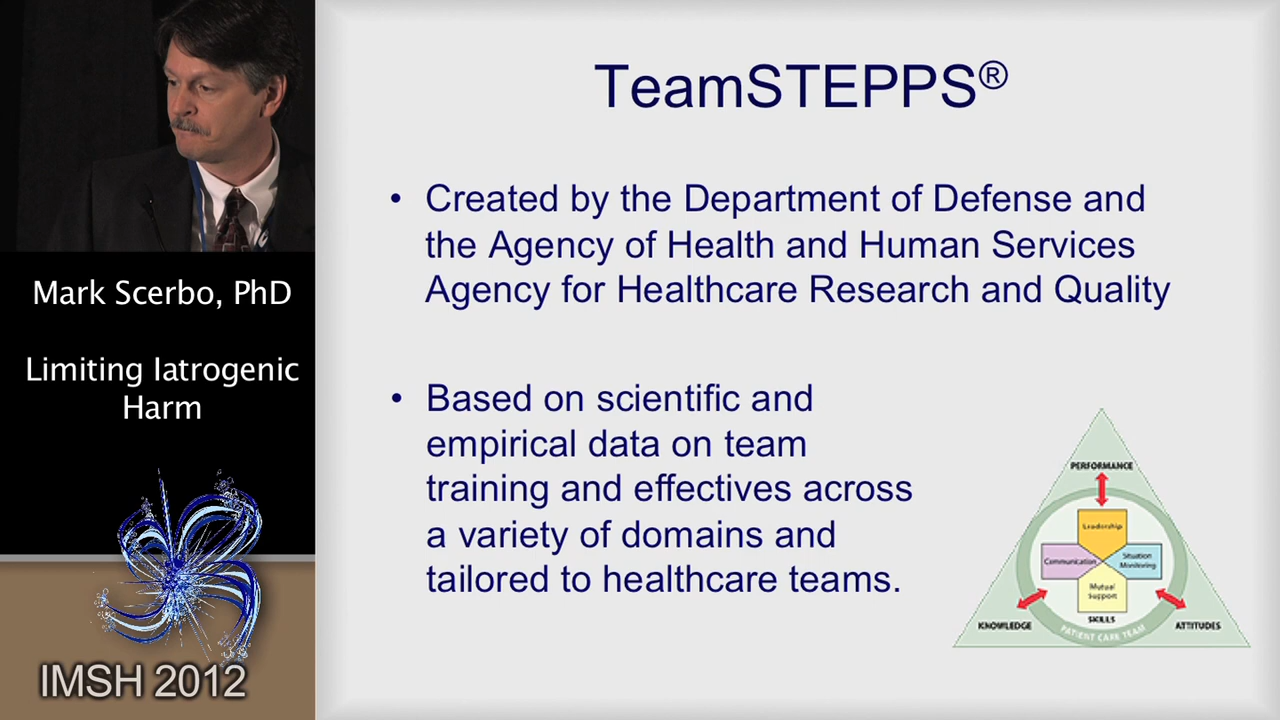 Mark Scerbo, PhD
Limiting Iatrogenic
Harm
IMSH 2012
TeamSTEPPS®
• Created by the Department of Defense and
the Agency of Health and Human Services
Agency for Healthcare Research and Quality
• Based on scientific and
empirical data on team
training and effectives across
a variety of domains and
tailored to healthcare teams.
PERFORMANCE
Leadership
Communication
Situation
Monitoring
Mutual
support
SKILLS
KNOWLEDGE
ATTITUDES
PATIENT CARE TEAM